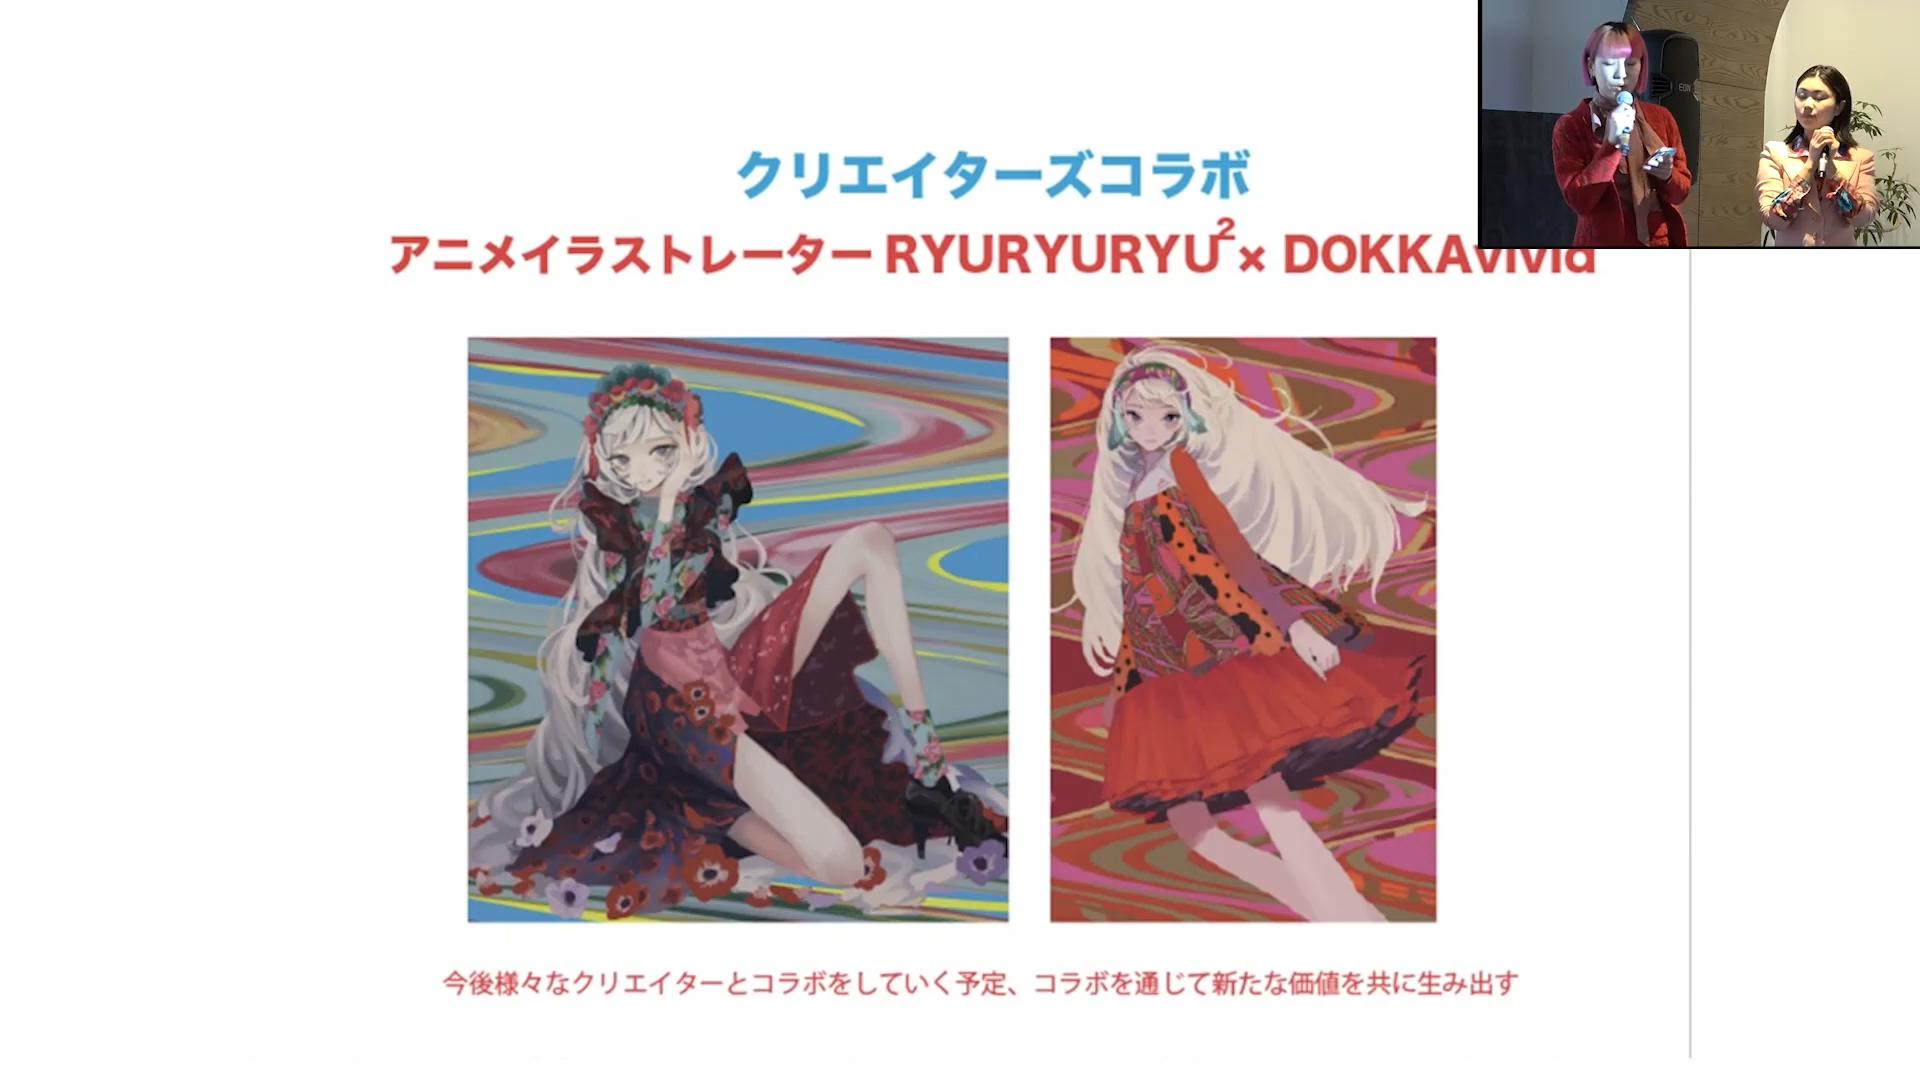 クリエイターズコラボ
アニメイラストレーター RYURYURYU² × DOKKAvivid
今後様々なクリエイターとコラボをしていく予定、コラボを通じて新たな価値を共に生み出す
EON